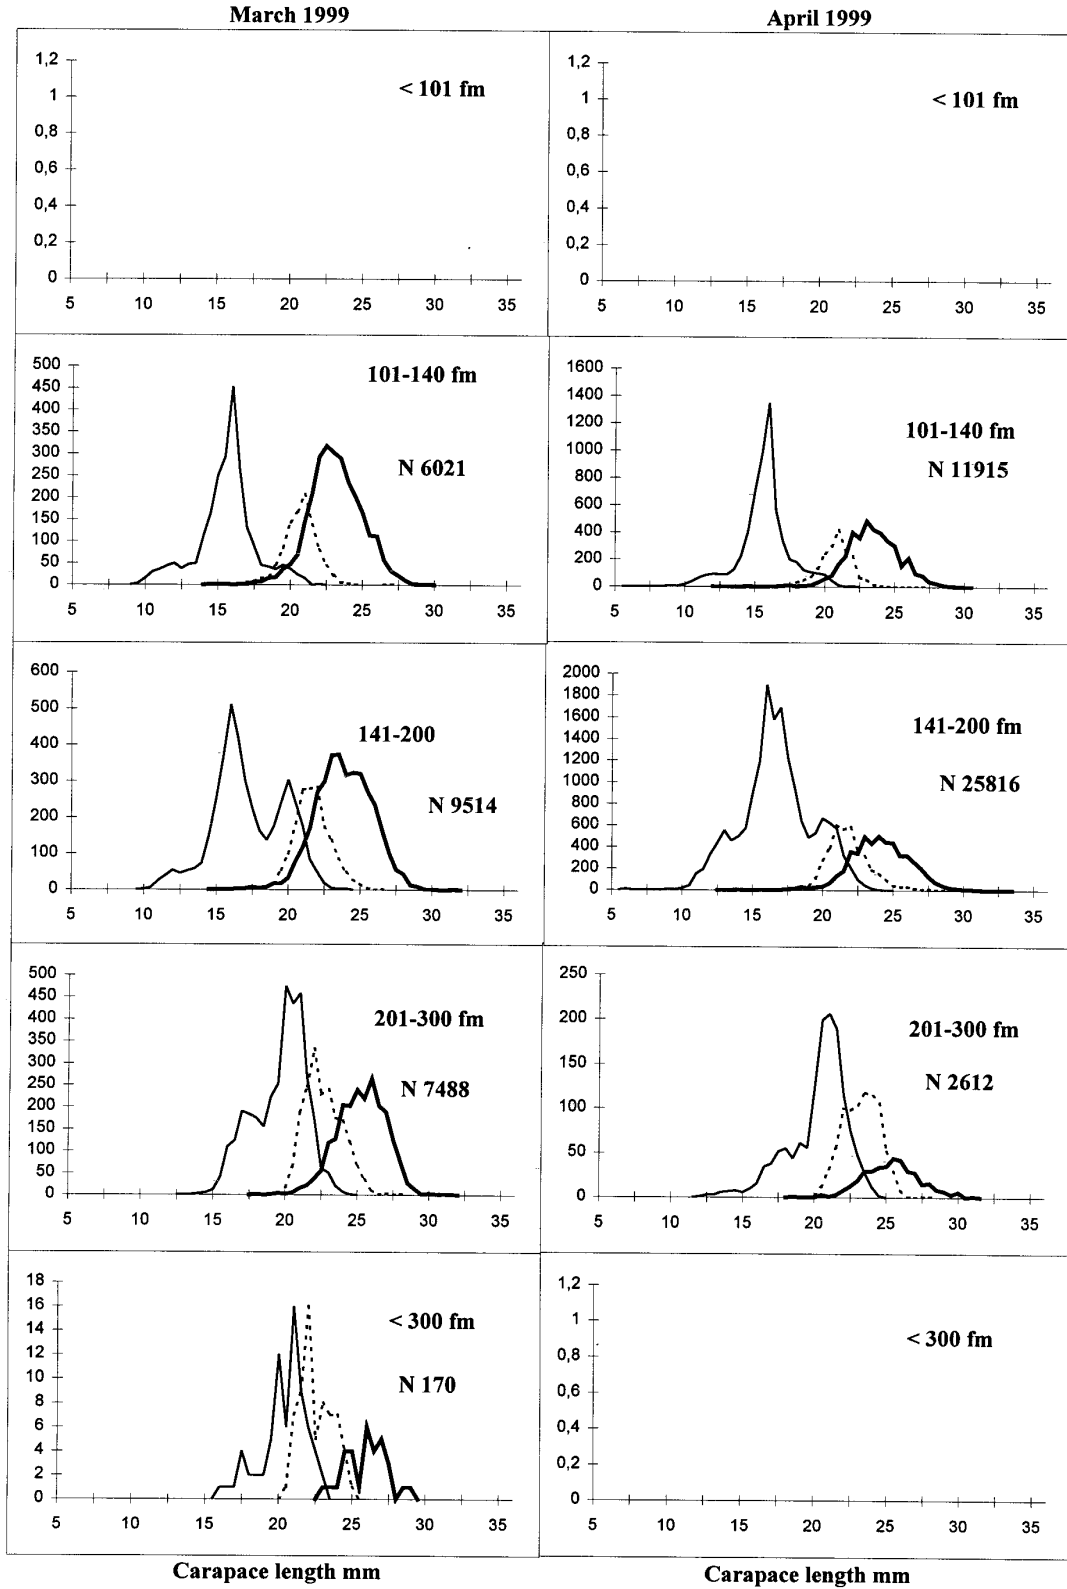 March 1999
April 1999
< 101 fm
1,2
1
0,8
0,6
0,4
0,2
0
5 10 15 20 25 30 35
< 101 fm
1,2
1
0,8
0,6
0,4
0,2
0
5 10 15 20 25 30 35
101-140 fm
N 6021
500
450
400
350
300
250
200
150
100
50
0
5 10 15 20 25 30 35
101-140 fm
N 11915
1600
1400
1200
1000
800
600
400
200
0
5 10 15 20 25 30 35
141-200
N 9514
600
500
400
300
200
100
0
5 10 15 20 25 30 35
141-200 fm
N 25816
2000
1800
1600
1400
1200
1000
800
600
400
200
0
5 10 15 20 25 30 35
201-300 fm
N 7488
500
450
400
350
300
250
200
150
100
50
0
5 10 15 20 25 30 35
201-300 fm
N 2612
250
200
150
100
50
0
5 10 15 20 25 30 35
< 300 fm
N 170
18
16
14
12
10
8
6
4
2
0
5 10 15 20 25 30 35
< 300 fm
1,2
1
0,8
0,6
0,4
0,2
0
5 10 15 20 25 30 35
Carapace length mm
Carapace length mm